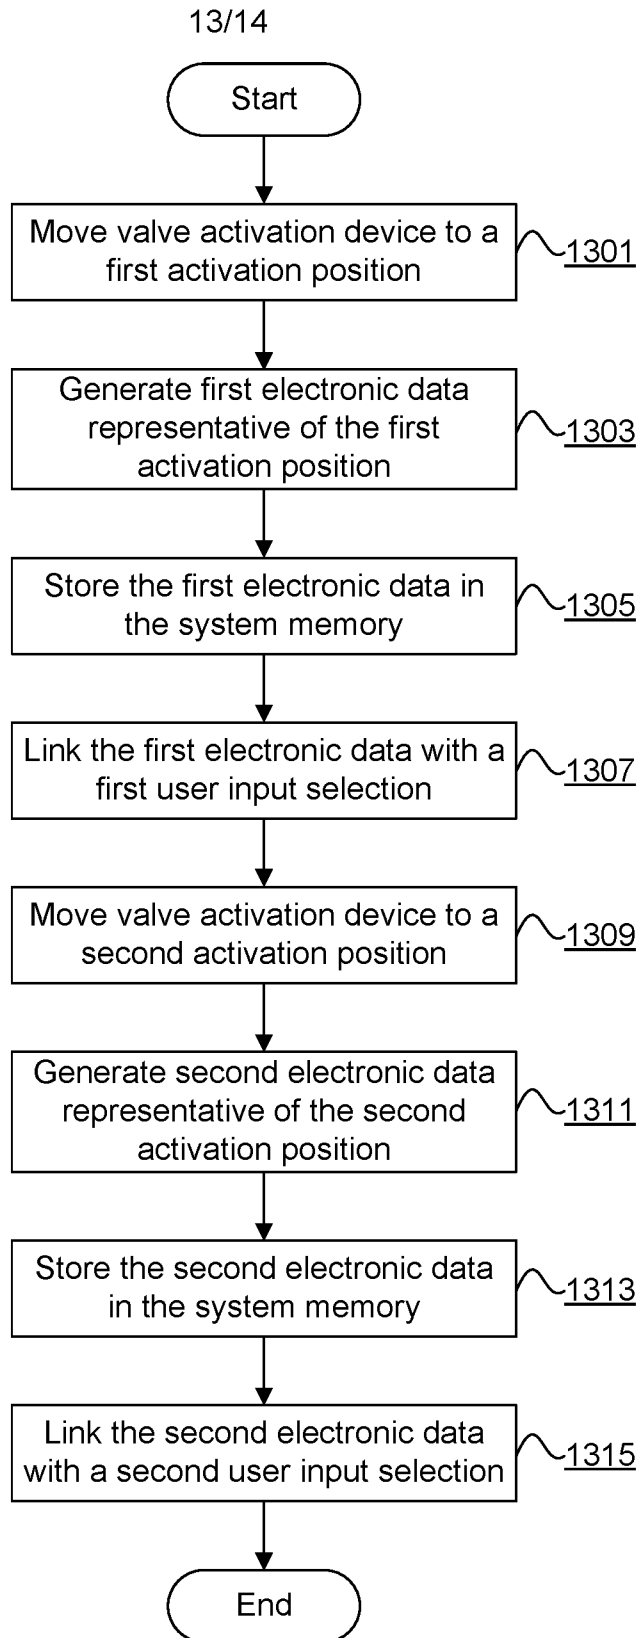 13/14
Start
Move valve activation device to a
first activation position
1301
Generate first electronic data
representative of the first
activation position
1303
Store the first electronic data in
the system memory
1305
Link the first electronic data with a
first user input selection
1307
Move valve activation device to a
second activation position
1309
Generate second electronic data
representative of the second
activation position
1311
Store the second electronic data
in the system memory
1313
Link the second electronic data
with a second user input selection
1315
End